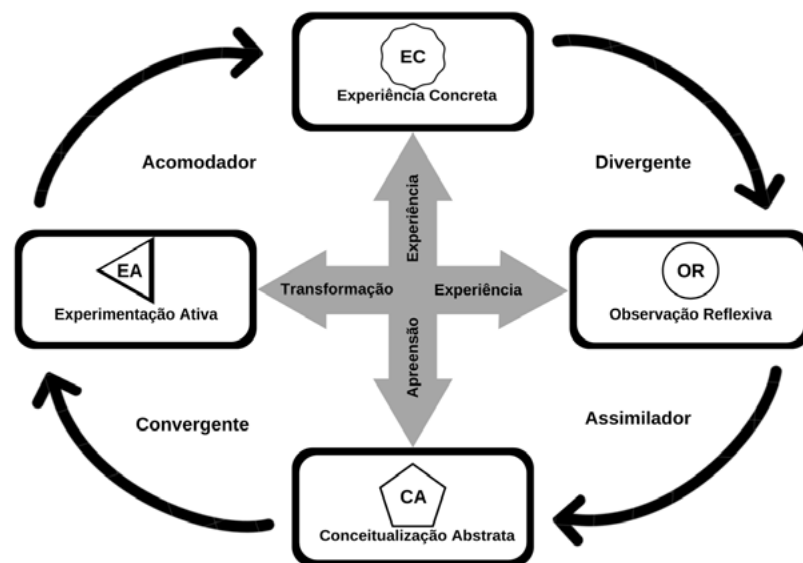 EC
Experiência Concreta
Acomodador
Divergente
Experiência
EA
Experimentação Ativa
Transformação
Experiência
OR
Observação Reflexiva
Apreensão
Convergente
Assimilador
CA
Conceitualização Abstrata